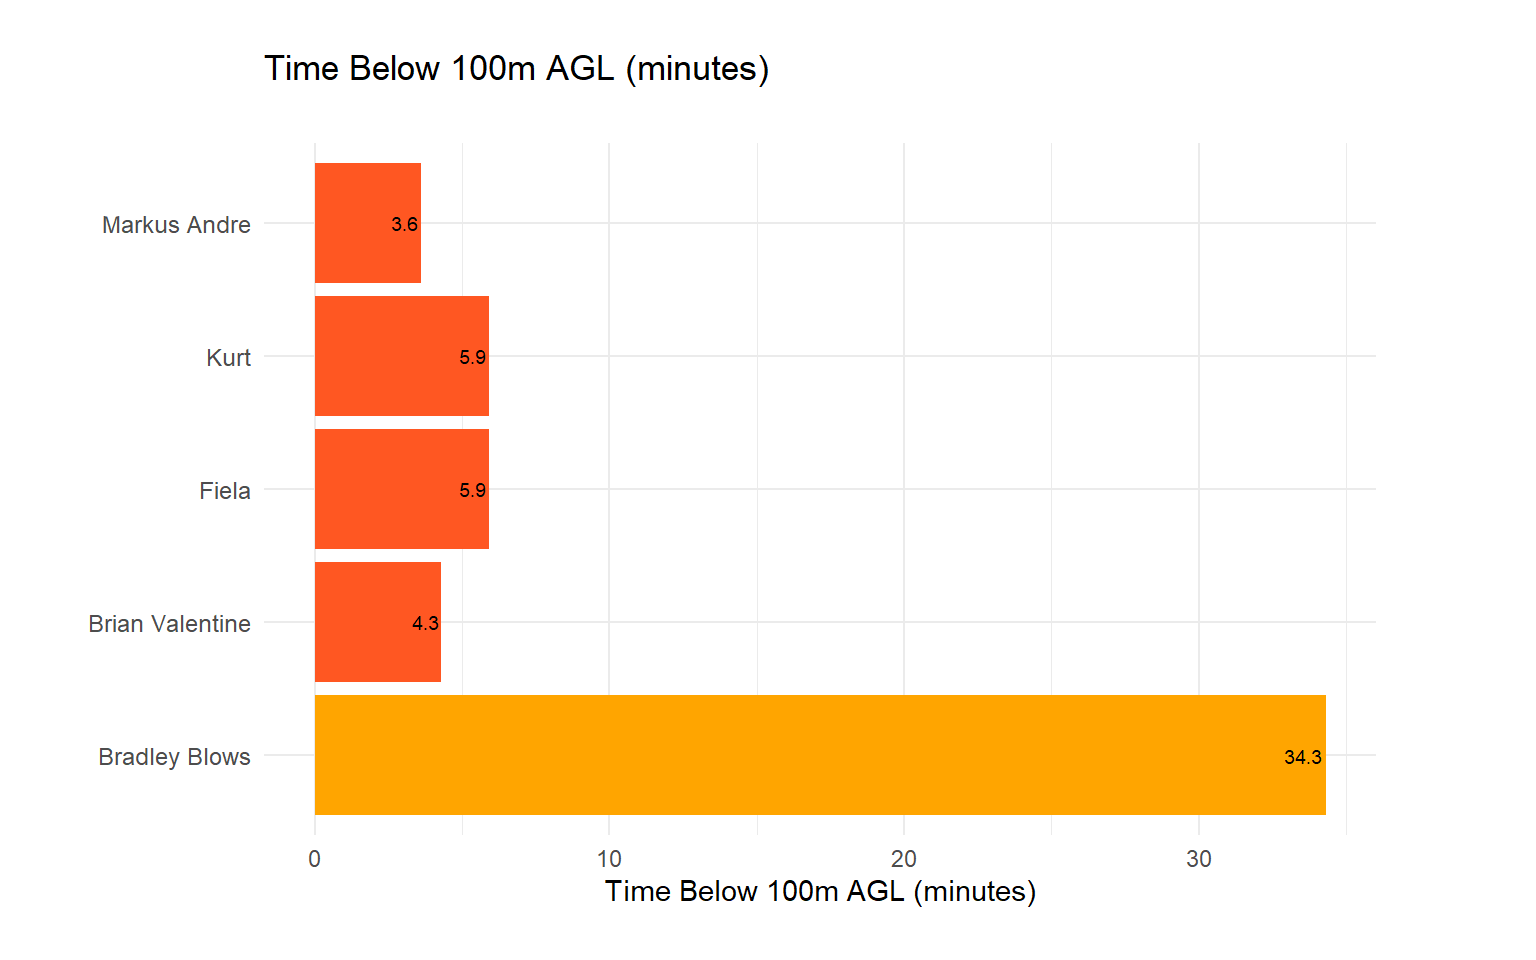 Time Below 100m AGL (minutes)
Markus Andre
3.6
Kurt
5.9
Fiela
5.9
Brian Valentine
4.3
Bradley Blows
34.3
0 10 20 30
Time Below 100m AGL (minutes)